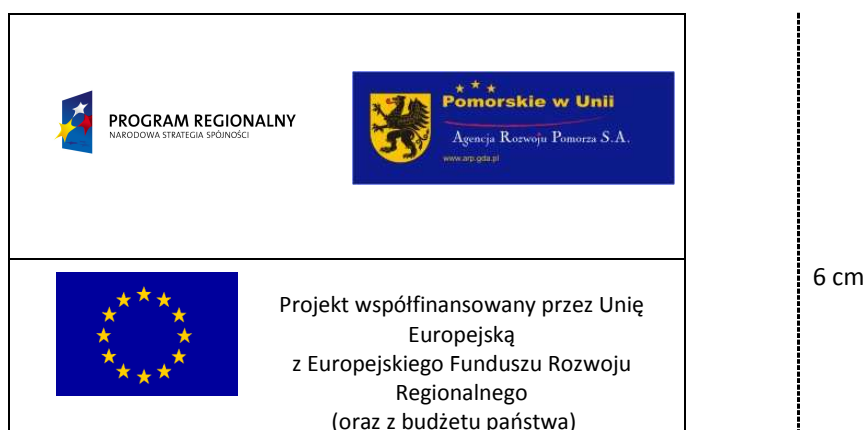 PROGRAM REGIONALNY
NARODOWA STRATEGIA SPÓJNOŚCI
Pomorskie w Unii
Agencja Rozwoju Pomorza S.A.
www.arp.gda.pl
6 cm
Projekt współfinansowany przez Unię
Europejską
z Europejskiego Funduszu Rozwoju
Regionalnego
(oraz z budżetu państwa)